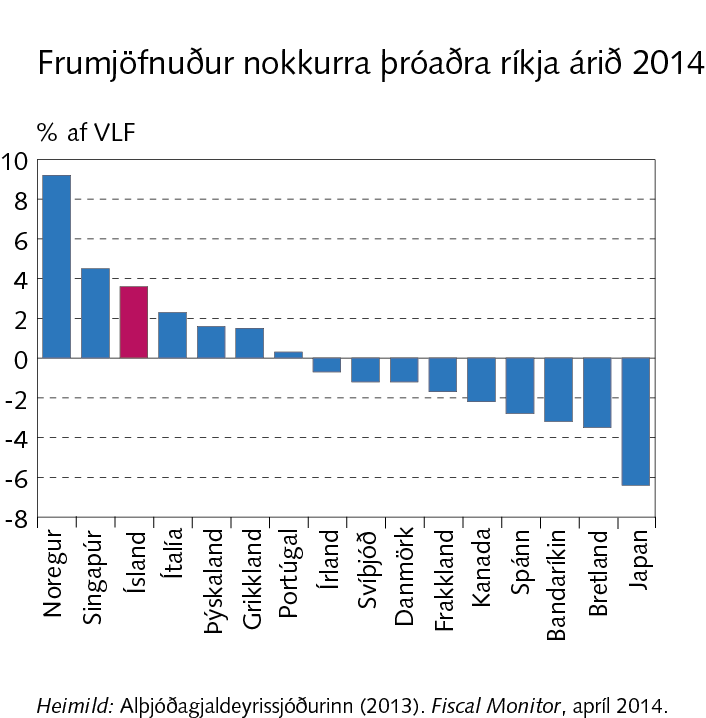 Frumjöfnuður nokkurra þróaðra ríkja árið 2014
% af VLF
10
8
6
4
2
0
-2
-4
-6
-8
Noregur
Singapúr
Ísland
Ítalía
Þýskaland
Grikkland
Portúgal
Írland
Svíþjóð
Danmörk
Frakkland
Kanada
Spánn
Bandaríkin
Bretland
Japan
Heimild: Alþjóðagjaldeyrissjóðurinn (2013). Fiscal Monitor, apríl 2014.